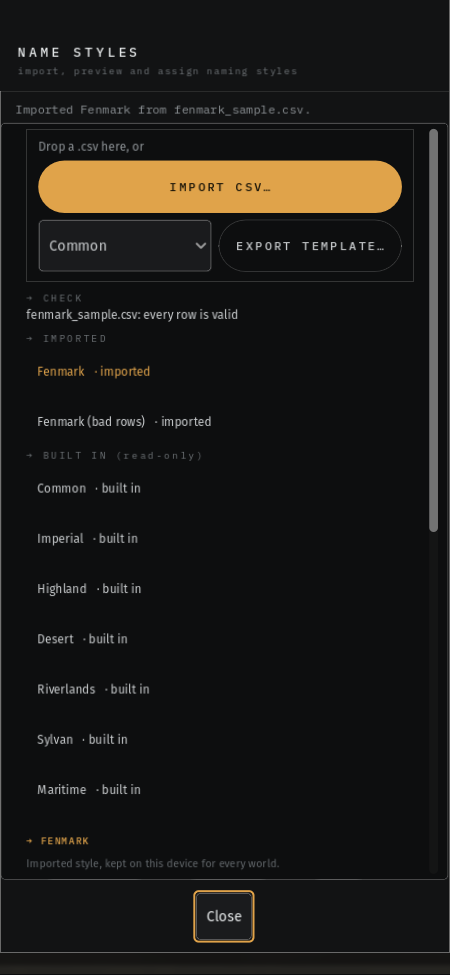 NAME STYLES
import, preview and assign naming styles
Imported Fenmark from fenmark_sample.csv.
Drop a .csv here, or
IMPORT CSV…
Common
EXPORT TEMPLATE…
→ CHECK
fenmark_sample.csv: every row is valid
→ IMPORTED
Fenmark · imported
Fenmark (bad rows) · imported
→ BUILT IN (read-only)
Common · built in
Imperial · built in
Highland · built in
Desert · built in
Riverlands · built in
Sylvan · built in
Maritime · built in
→ FENMARK
Imported style, kept on this device for every world.
Close